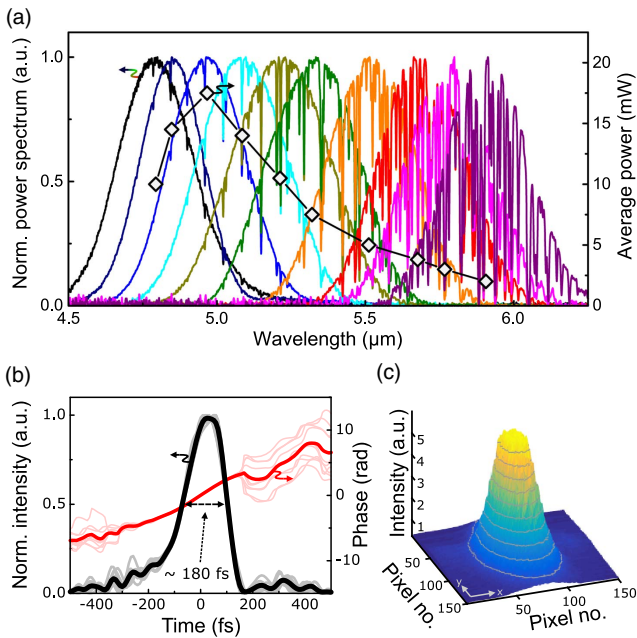 (a)
Norm. power spectrum (a.u.)
1.0
0.5
0.0
20
15
10
5
0
Average power (mW)
4.5 5.0 5.5 6.0
Wavelength (µm)
(b)
Norm. intensity (a.u.)
1.0
0.5
0.0
~ 180 fs
10
0
−10
Phase (rad)
−400 −200 0 200 400
Time (fs)
(c)
Intensity (a.u.)
5
4
3
2
1
y
x
50
100
150
Pixel no.
50
100
150
Pixel no.